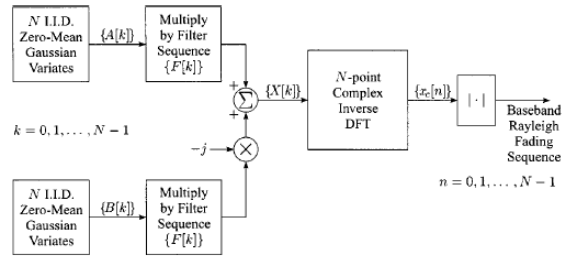 N I.I.D.
Zero-Mean
Gaussian
Variates
{A[k]}
Multiply
by Filter
Sequence
{F[k]}
+
+
Σ
{X[k]}
N-point
Complex
Inverse
DFT
{x_c[n]}
|·|
Baseband
Rayleigh
Fading
Sequence
k = 0, 1, . . . , N − 1
−j
×
n = 0, 1, . . . , N − 1
N I.I.D.
Zero-Mean
Gaussian
Variates
{B[k]}
Multiply
by Filter
Sequence
{F[k]}